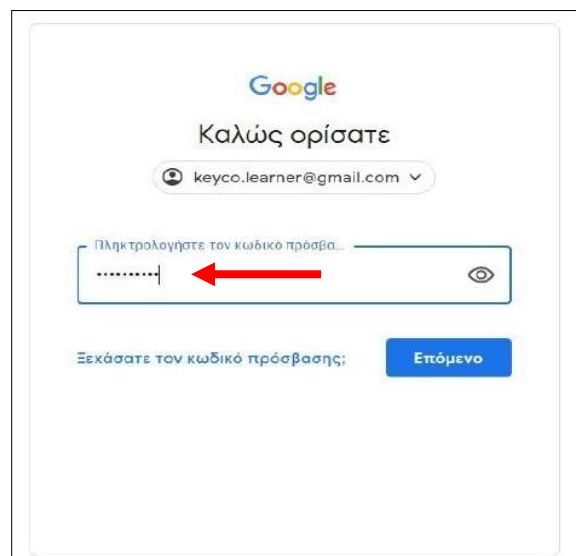 Google
Καλώς ορίσατε
keyco.learner@gmail.com
Πληκτρολογήστε τον κωδικό πρόσβα...
••••••••••
Ξεχάσατε τον κωδικό πρόσβασης;
Επόμενο